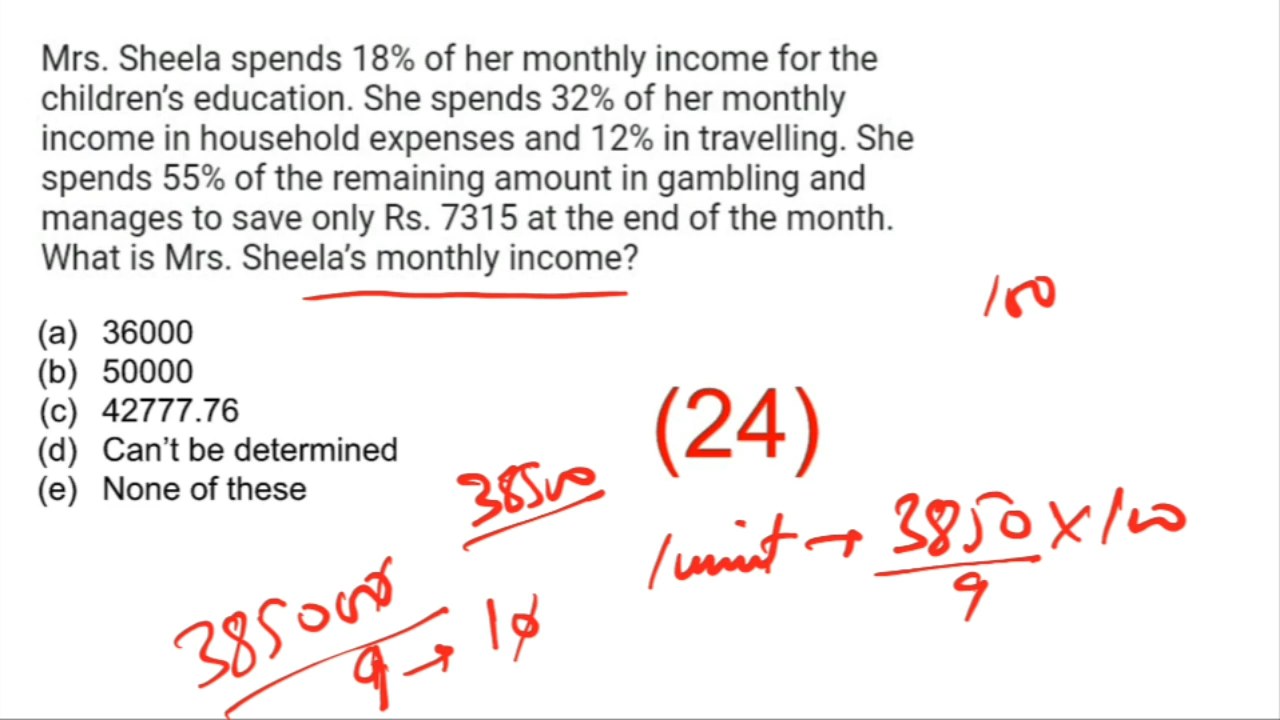 Mrs. Sheela spends 18% of her monthly income for the
children's education. She spends 32% of her monthly
income in household expenses and 12% in travelling. She
spends 55% of the remaining amount in gambling and
manages to save only Rs. 7315 at the end of the month.
What is Mrs. Sheela's monthly income?
100
(a) 36000
(b) 50000
(c) 42777.76
(d) Can't be determined
(e) None of these
(24)
38500
1 unit → 3850 × 100
9
385000
9 → 10